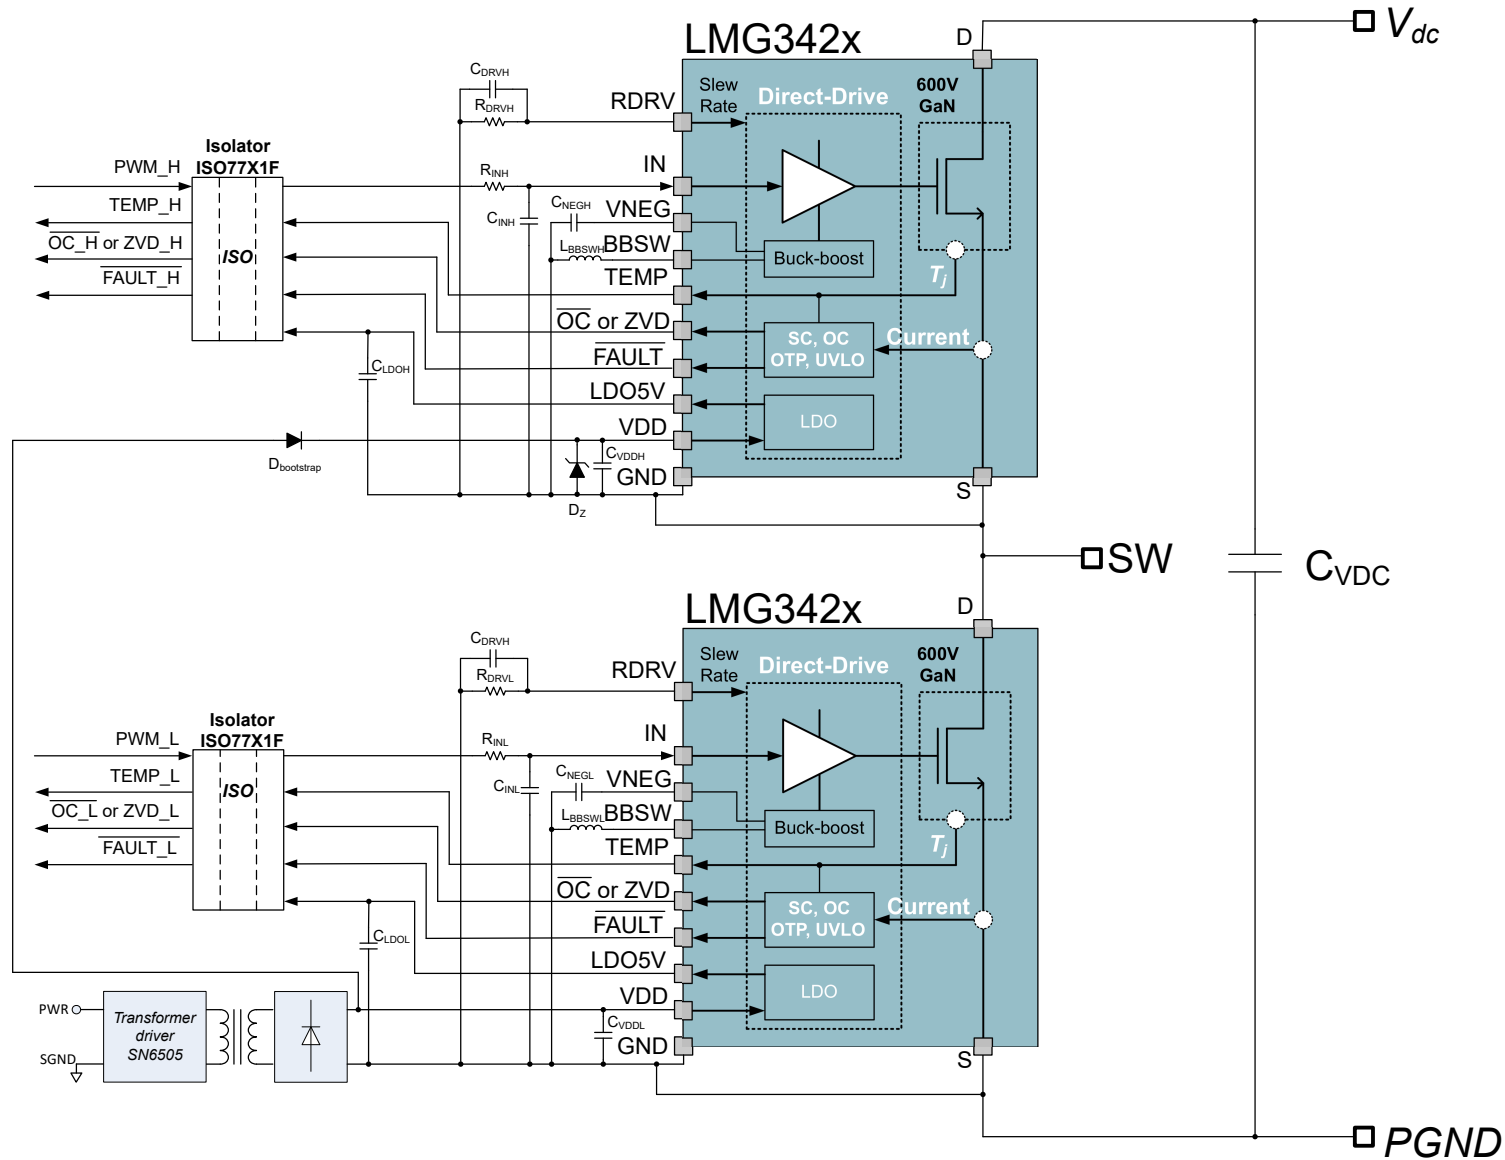 LMG342x
D
Vdc
CDRVH
RDRVH
RDRV
Slew
Rate
Direct-Drive
600V
GaN
Isolator
ISO77X1F
PWM_H
TEMP_H
OC_H or ZVD_H
FAULT_H
ISO
RINH
IN
CINH
CNEGH
VNEG
LBBSWH
BBSW
Buck-boost
Tj
TEMP
OC or ZVD
SC, OC
OTP, UVLO
Current
FAULT
CLDOH
LDO5V
LDO
VDD
Dbootstrap
CVDDH
GND
DZ
S
SW
CVDC
LMG342x
D
CDRVH
RDRVL
RDRV
Slew
Rate
Direct-Drive
600V
GaN
Isolator
ISO77X1F
PWM_L
TEMP_L
OC_L or ZVD_L
FAULT_L
ISO
RINL
IN
CINL
CNEGL
VNEG
LBBSWL
BBSW
Buck-boost
Tj
TEMP
OC or ZVD
SC, OC
OTP, UVLO
Current
FAULT
CLDOL
LDO5V
LDO
VDD
PWR
SGND
Transformer
driver
SN6505
CVDDL
GND
S
PGND